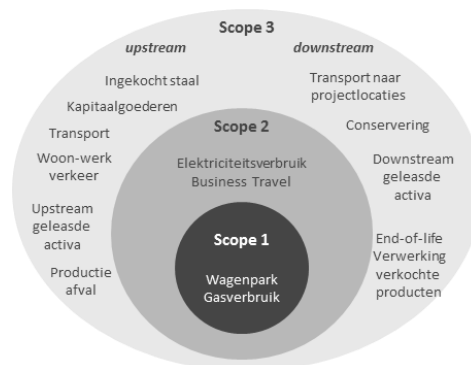 Scope 3
upstream
downstream
Ingekocht staal
Kapitaalgoederen
Transport
Woon-werk
verkeer
Upstream
geleasde
activa
Productie
afval
Transport naar
projectlocaties
Conservering
Downstream
geleasde
activa
End-of-life
Verwerking
verkochte
producten
Scope 2
Elektriciteitsverbruik
Business Travel
Scope 1
Wagenpark
Gasverbruik